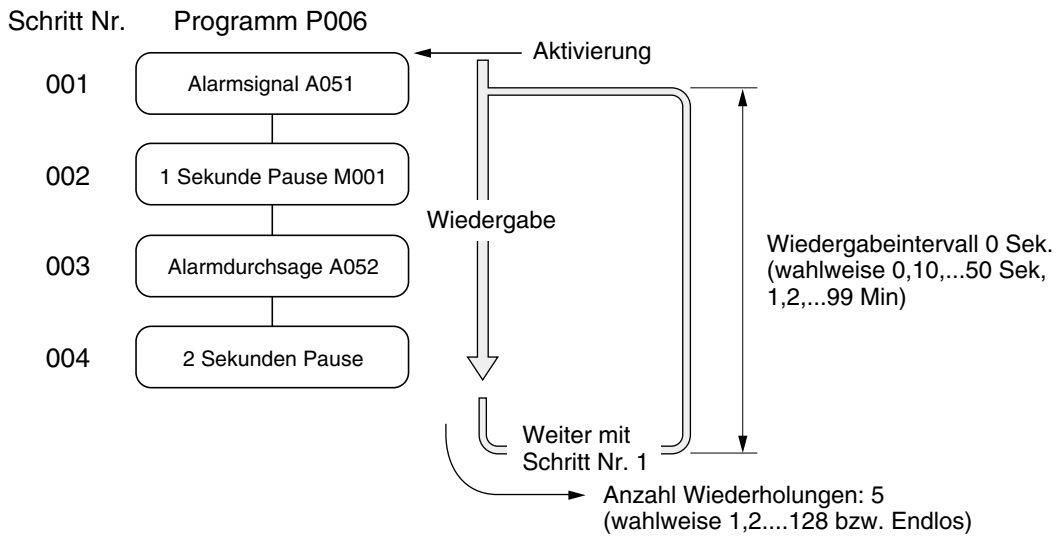 Schritt Nr. Programm P006
Aktivierung
001 Alarmsignal A051
002 1 Sekunde Pause M001
Wiedergabe
003 Alarmdurchsage A052
004 2 Sekunden Pause
Wiedergabeintervall 0 Sek.
(wahlweise 0,10,...50 Sek,
1,2,...99 Min)
Weiter mit
Schritt Nr. 1
Anzahl Wiederholungen: 5
(wahlweise 1,2....128 bzw. Endlos)